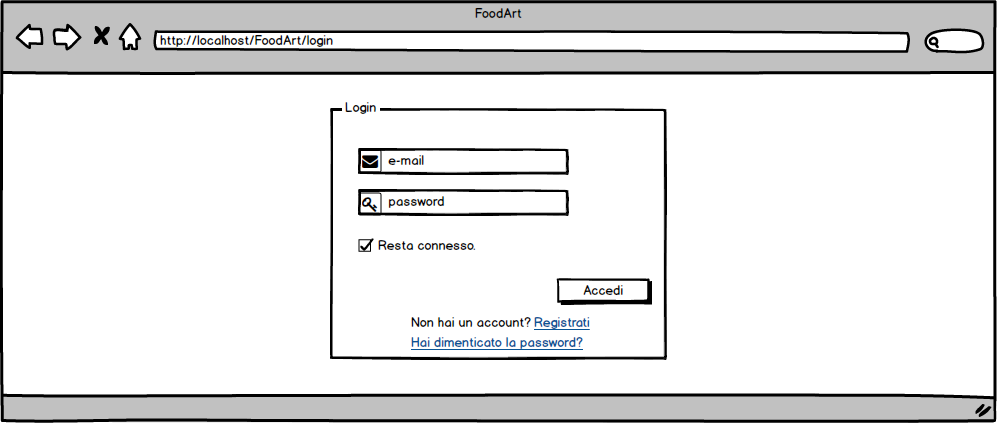 FoodArt
http://localhost/FoodArt/login
Login
e-mail
password
Resta connesso.
Accedi
Non hai un account? Registrati
Hai dimenticato la password?